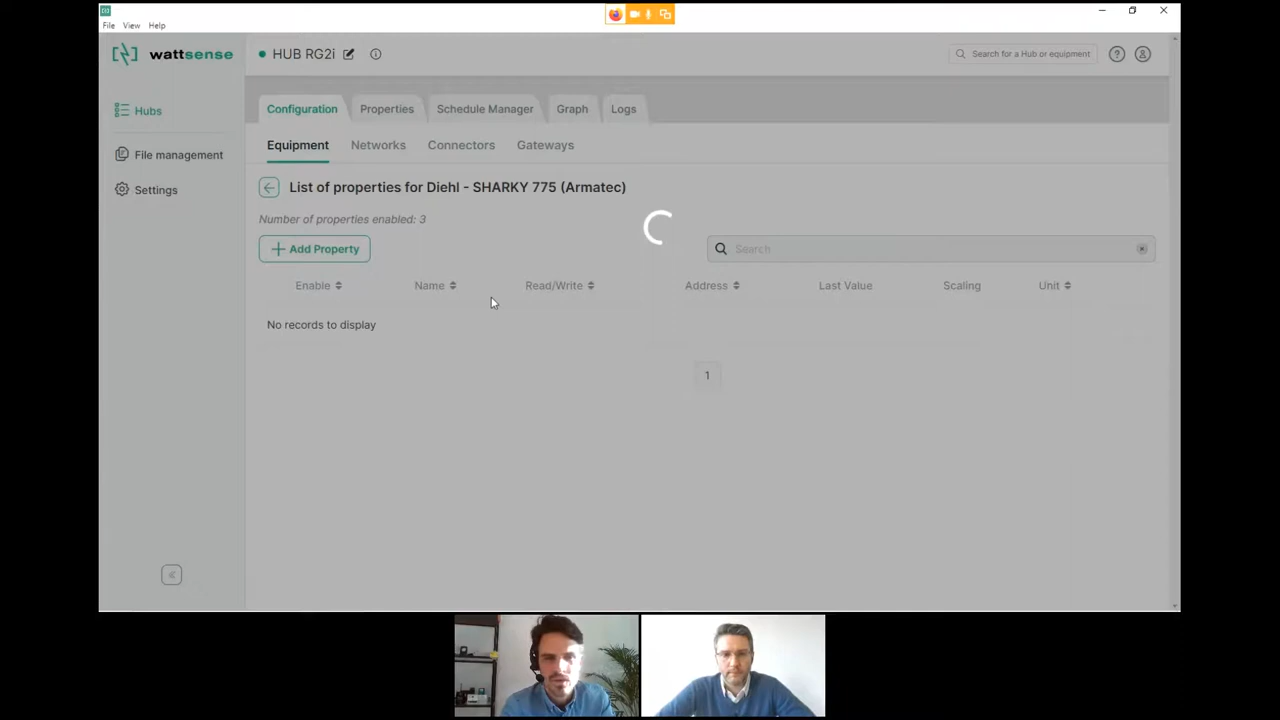 File View Help
wattsense
HUB RG2i
Search for a Hub or equipment
Hubs
File management
Settings
Configuration Properties Schedule Manager Graph Logs
Equipment Networks Connectors Gateways
List of properties for Diehl - SHARKY 775 (Armatec)
Number of properties enabled: 3
Add Property
Search
Enable Name Read/Write Address Last Value Scaling Unit
No records to display
1